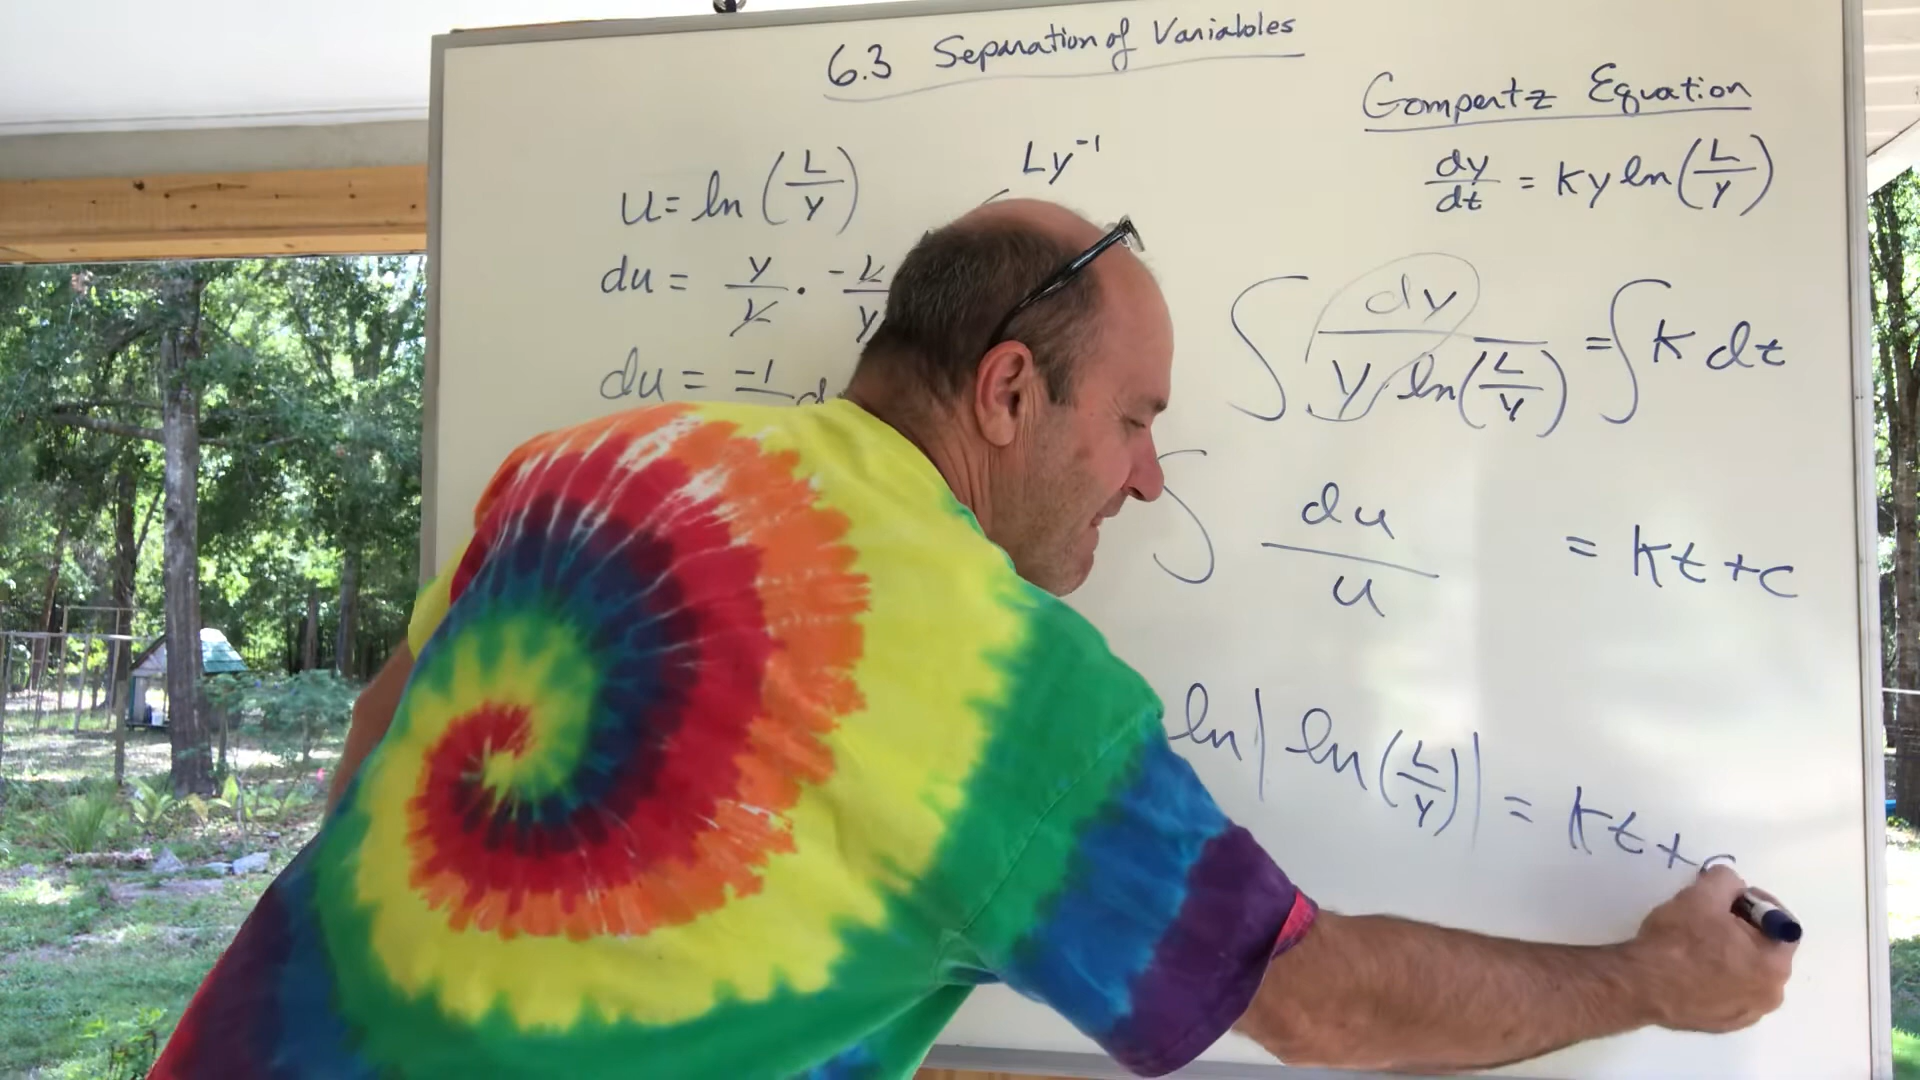 6.3 Separation of Variables
u = ln (L/y)
Ly⁻¹
du = y/L · -L/y
du = -1/ d
Gompertz Equation
dy/dt = Ky ln(L/y)
∫ dy/(y ln(L/y)) = ∫ K dt
∫ du/u = Kt + C
ln | ln (L/y) | = Kt + C